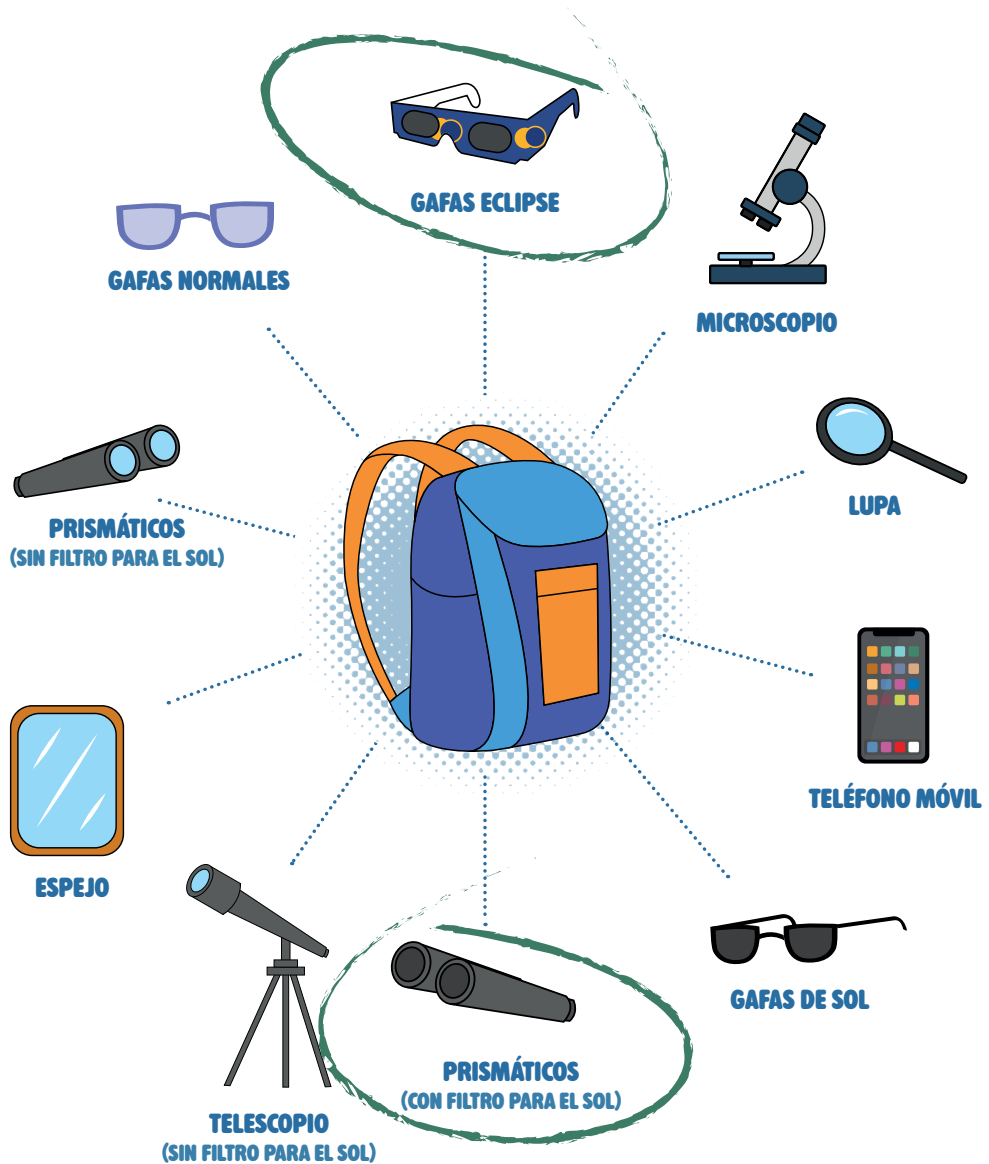 GAFAS ECLIPSE
GAFAS NORMALES
MICROSCOPIO
LUPA
PRISMÁTICOS
(SIN FILTRO PARA EL SOL)
TELÉFONO MÓVIL
ESPEJO
GAFAS DE SOL
PRISMÁTICOS
(CON FILTRO PARA EL SOL)
TELESCOPIO
(SIN FILTRO PARA EL SOL)